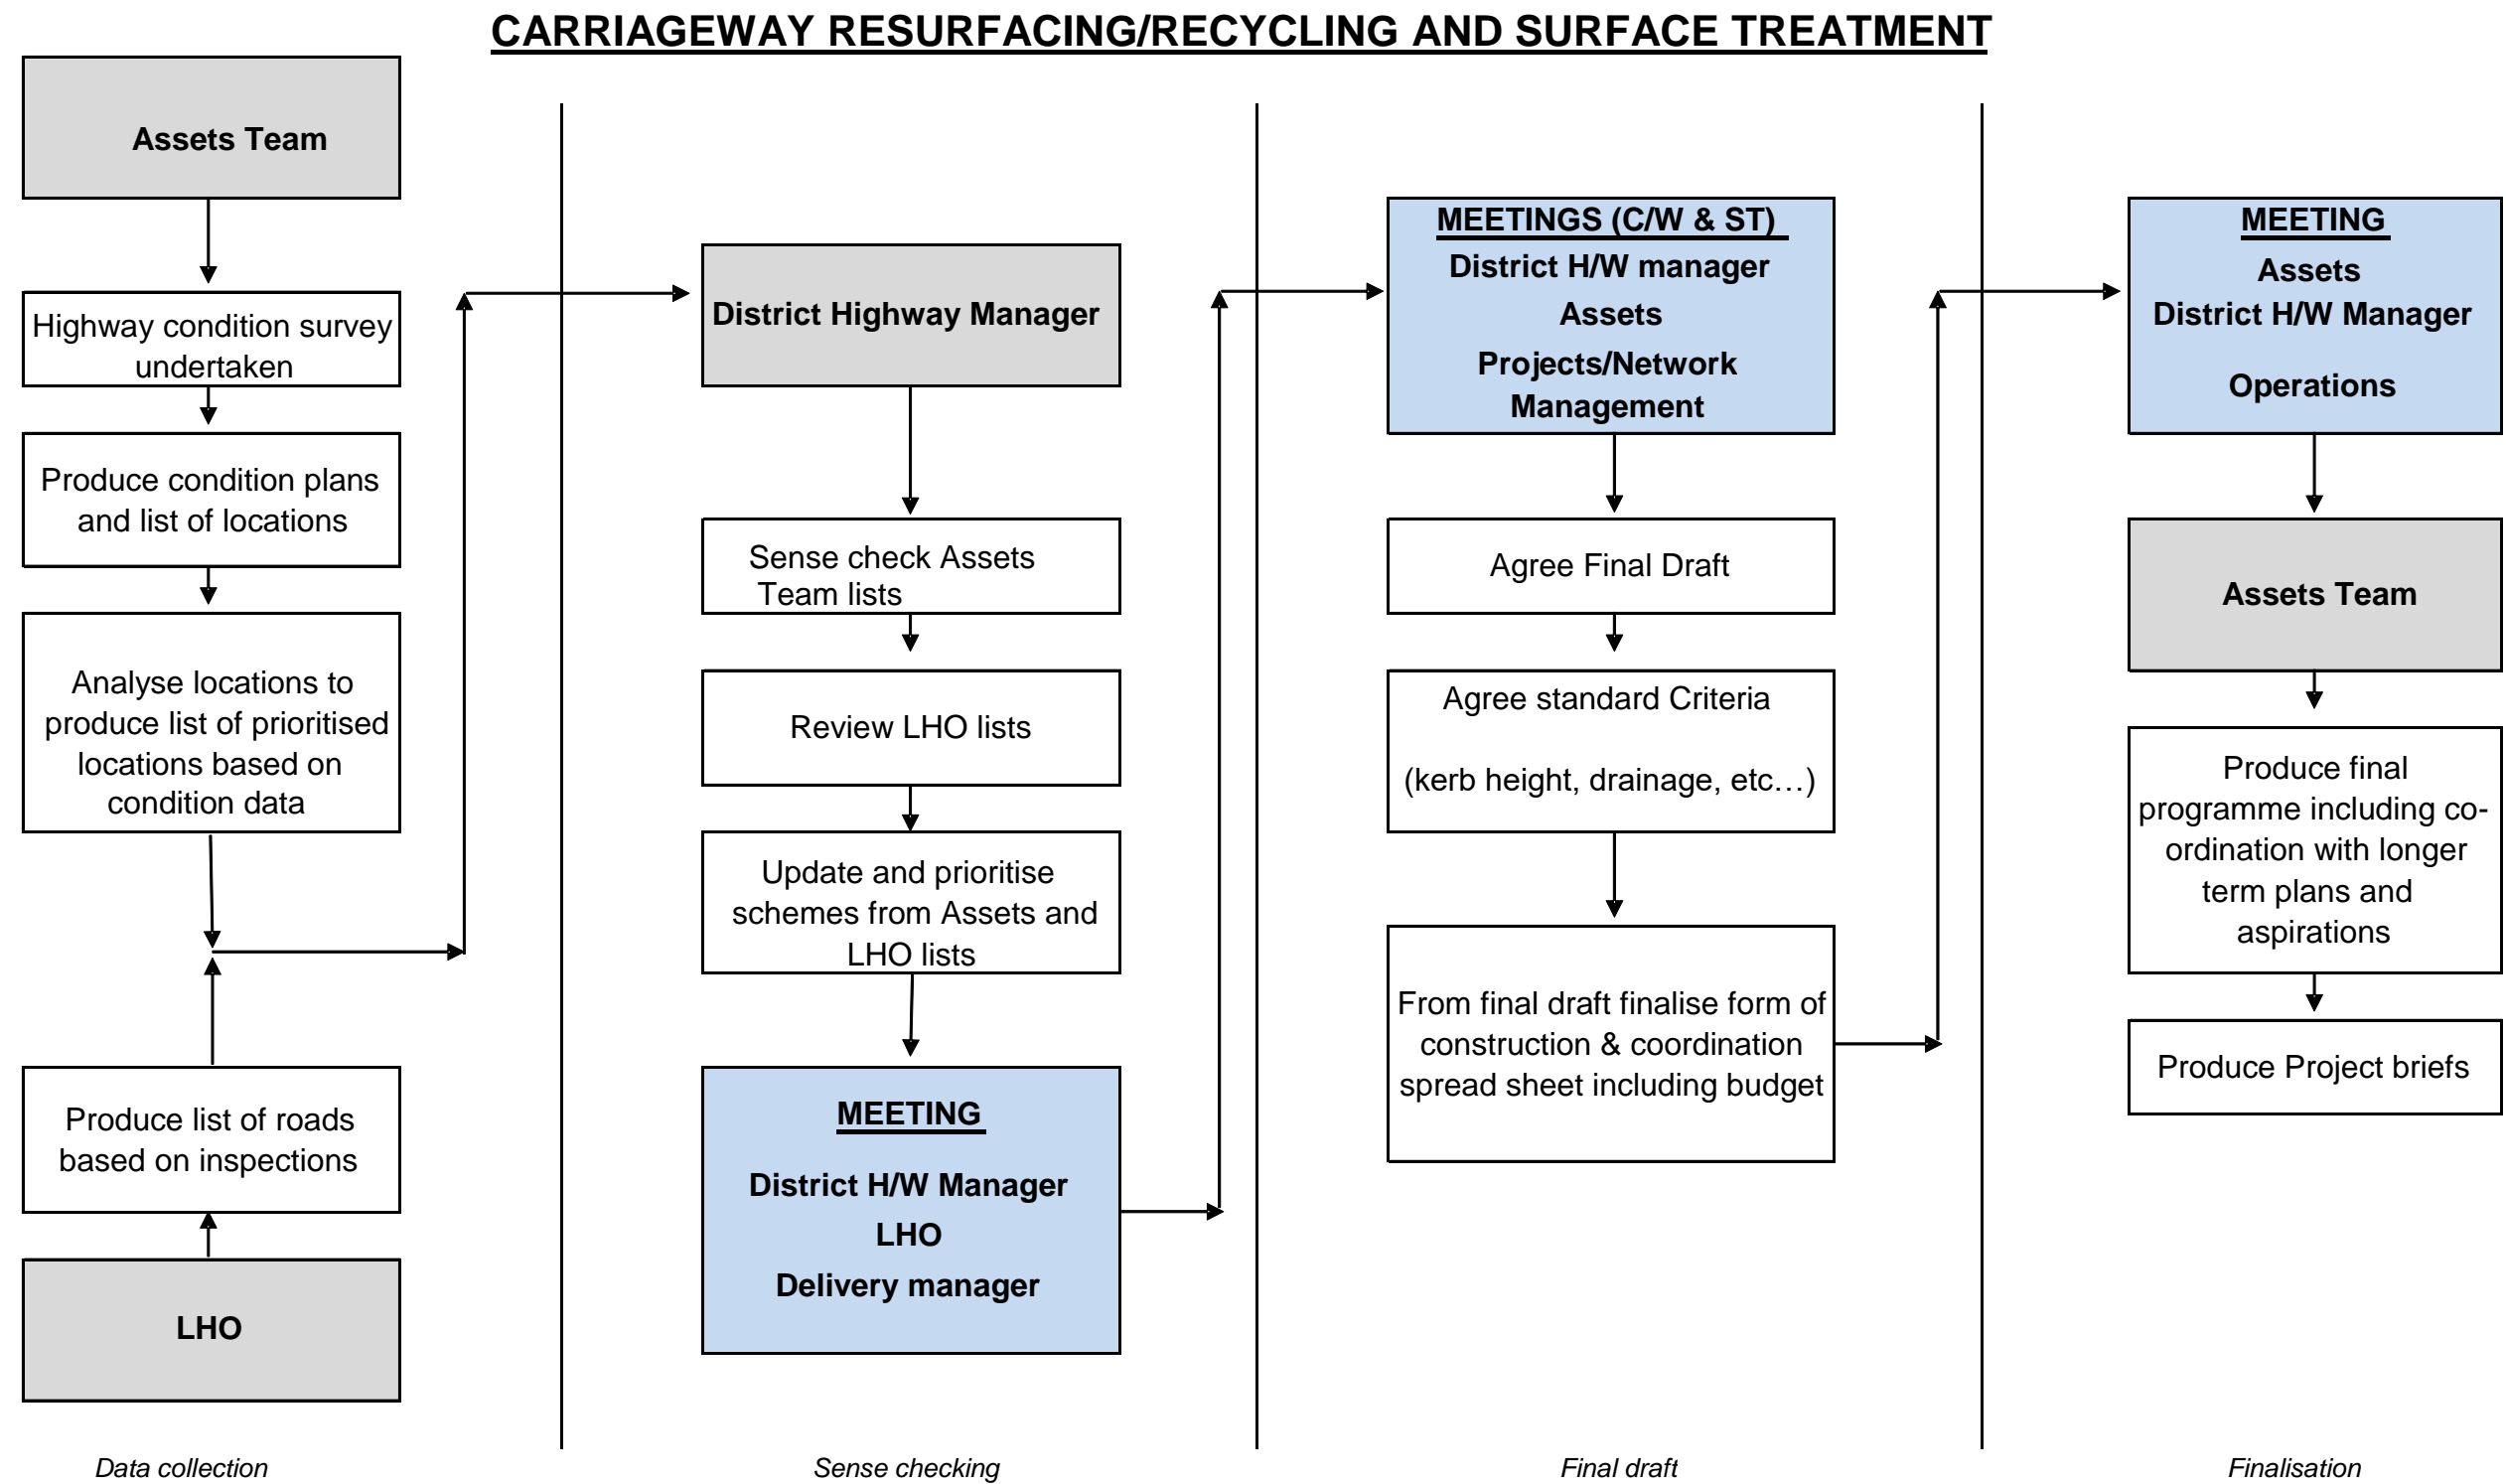 CARRIAGEWAY RESURFACING/RECYCLING AND SURFACE TREATMENT
Assets Team
Highway condition survey
undertaken
Produce condition plans
and list of locations
Analyse locations to
produce list of prioritised
locations based on
condition data
Produce list of roads
based on inspections
LHO
Data collection
District Highway Manager
Sense check Assets
Team lists
Review LHO lists
Update and prioritise
schemes from Assets and
LHO lists
MEETING
District H/W Manager
LHO
Delivery manager
Sense checking
MEETINGS (C/W & ST)
District H/W manager
Assets
Projects/Network
Management
Agree Final Draft
Agree standard Criteria
(kerb height, drainage, etc…)
From final draft finalise form of
construction & coordination
spread sheet including budget
Final draft
MEETING
Assets
District H/W Manager
Operations
Assets Team
Produce final
programme including co-
ordination with longer
term plans and
aspirations
Produce Project briefs
Finalisation